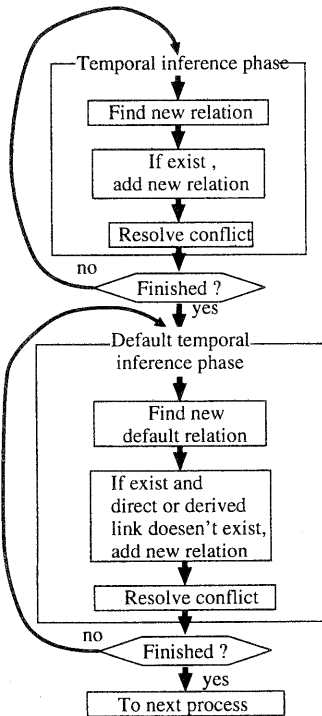 Temporal inference phase
Find new relation
If exist ,
add new relation
Resolve conflict
no
Finished ?
yes
Default temporal
inference phase
Find new
default relation
If exist and
direct or derived
link doesen't exist,
add new relation
Resolve conflict
no
Finished ?
yes
To next process